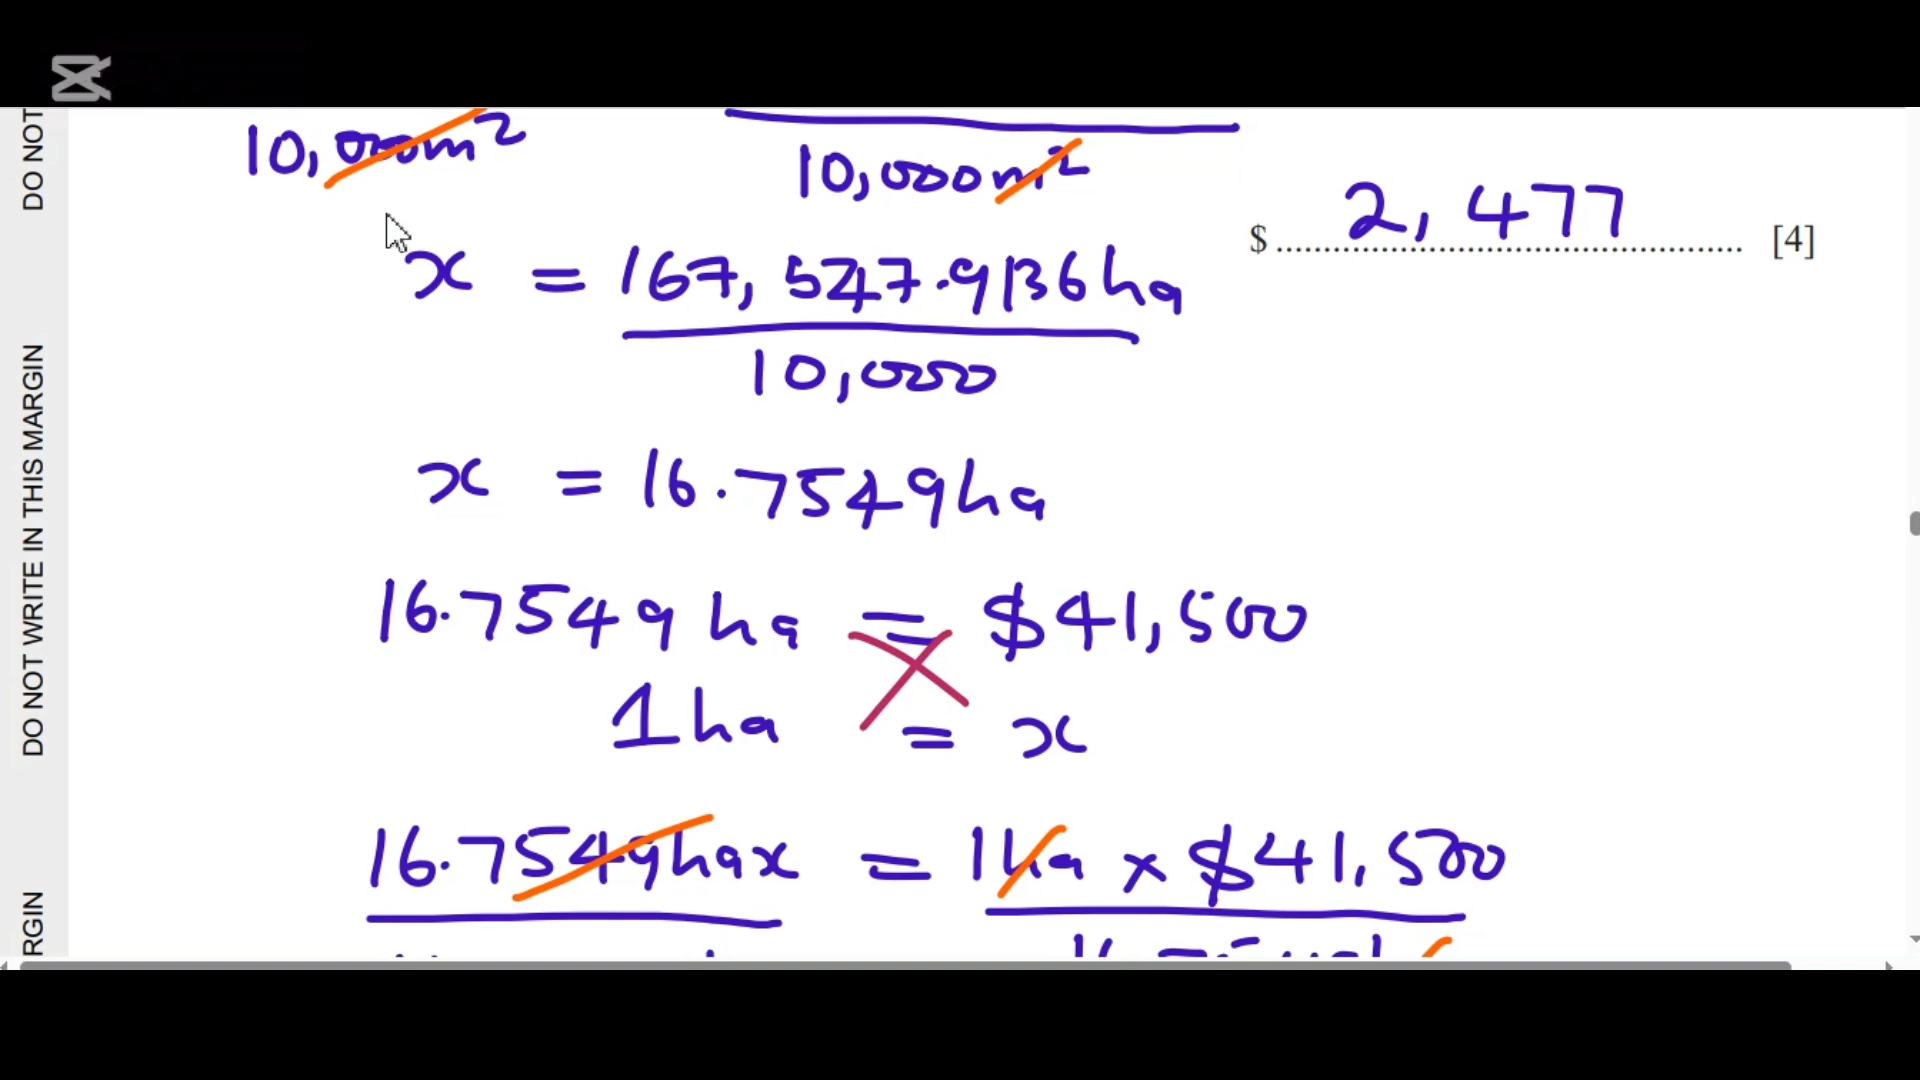 DO NOT
DO NOT WRITE IN THIS MARGIN
RGIN
10,000m²
10,000m²
$ 2,477 [4]
x = 167,547.9136ha
10,000
x = 16.7549ha
16.7549 ha = $41,500
1ha = x
16.7549hax = 1ha x $41,500